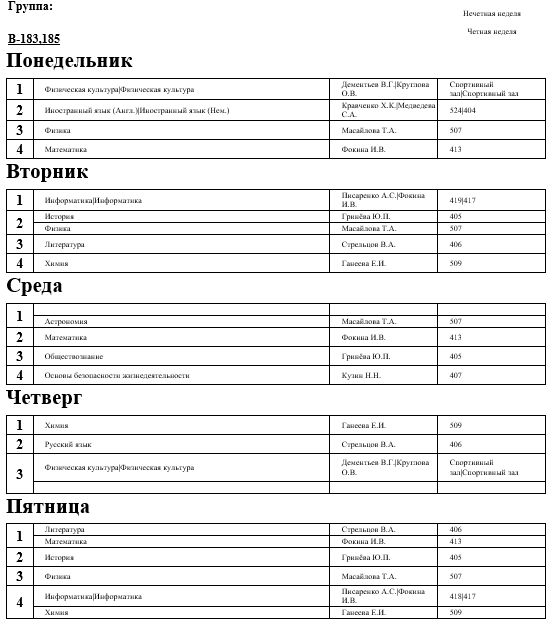 Группа:
Нечетная неделя
Четная неделя
В-183,185
Понедельник
1 Физическая культура|Физическая культура Дементьев В.Г.|Круглова О.В. Спортивный зал|Спортивный зал
2 Иностранный язык (Англ.)|Иностранный язык (Нем.) Кравченко Х.К.|Медведева С.А. 524|404
3 Физика Масайлова Т.А. 507
4 Математика Фокина И.В. 413
Вторник
1 Информатика|Информатика Писаренко А.С.|Фокина И.В. 419|417
2 История Гринёва Ю.П. 405
Физика Масайлова Т.А. 507
3 Литература Стрельцов В.А. 406
4 Химия Ганеева Е.И. 509
Среда
1
Астрономия Масайлова Т.А. 507
2 Математика Фокина И.В. 413
3 Обществознание Гринёва Ю.П. 405
4 Основы безопасности жизнедеятельности Кузин Н.Н. 407
Четверг
1 Химия Ганеева Е.И. 509
2 Русский язык Стрельцов В.А. 406
3 Физическая культура|Физическая культура Дементьев В.Г.|Круглова О.В. Спортивный зал|Спортивный зал
Пятница
1 Литература Стрельцов В.А. 406
Математика Фокина И.В. 413
2 История Гринёва Ю.П. 405
3 Физика Масайлова Т.А. 507
4 Информатика|Информатика Писаренко А.С.|Фокина И.В. 418|417
Химия Ганеева Е.И. 509